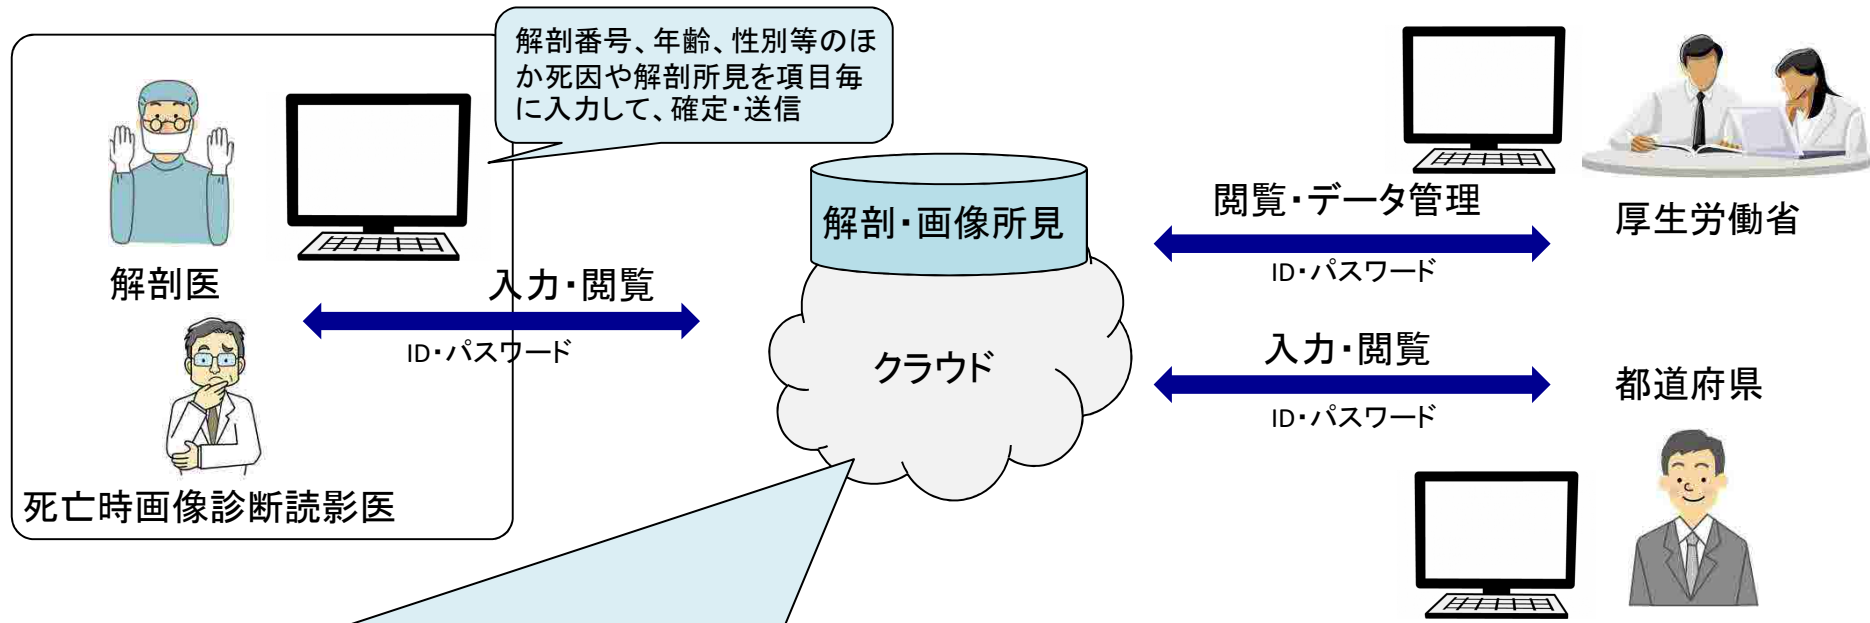 解剖番号、年齢、性別等のほ
か死因や解剖所見を項目毎
に入力して、確定・送信
解剖医
死亡時画像診断読影医
入力・閲覧
ID・パスワード
解剖・画像所見
クラウド
閲覧・データ管理
ID・パスワード
厚生労働省
入力・閲覧
ID・パスワード
都道府県